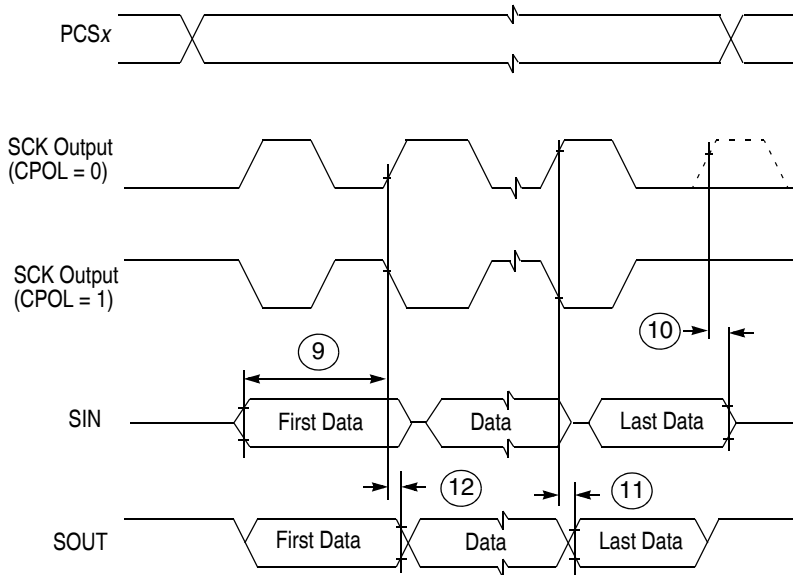 PCSx
SCK Output
(CPOL = 0)
SCK Output
(CPOL = 1)
9
10
SIN
First Data
Data
Last Data
12
11
SOUT
First Data
Data
Last Data